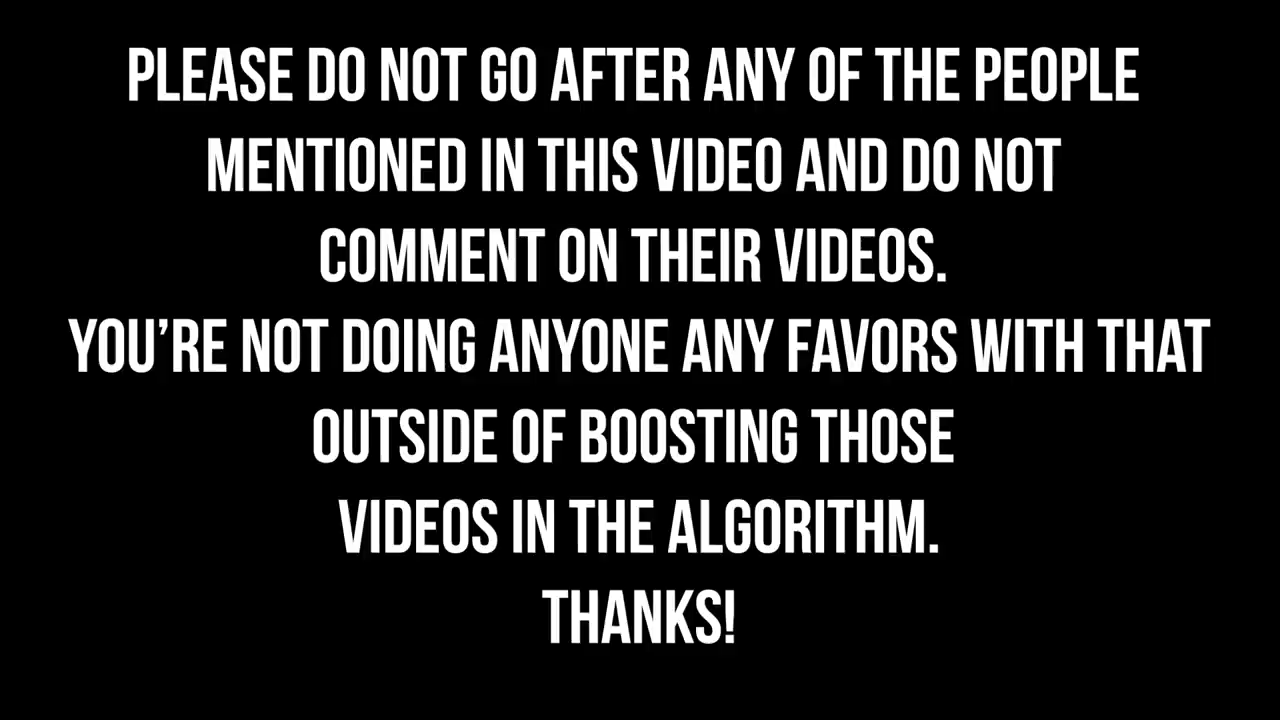 PLEASE DO NOT GO AFTER ANY OF THE PEOPLE
MENTIONED IN THIS VIDEO AND DO NOT
COMMENT ON THEIR VIDEOS.
YOU’RE NOT DOING ANYONE ANY FAVORS WITH THAT
OUTSIDE OF BOOSTING THOSE
VIDEOS IN THE ALGORITHM.
THANKS!